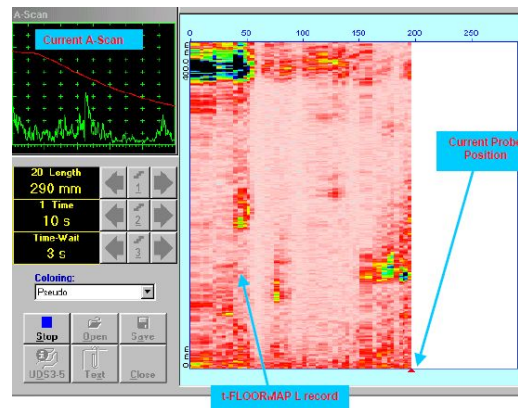 A-Scan
Current A-Scan
0 50 100 150 200 250
Current Probe
Position
20 Length
290 mm
1
1 Time
10 s
2
Time-Wait
3 s
3
Coloring:
Pseudo
Stop
Open
Save
UDS3-5
Text
Close
t-FLOORMAP L record